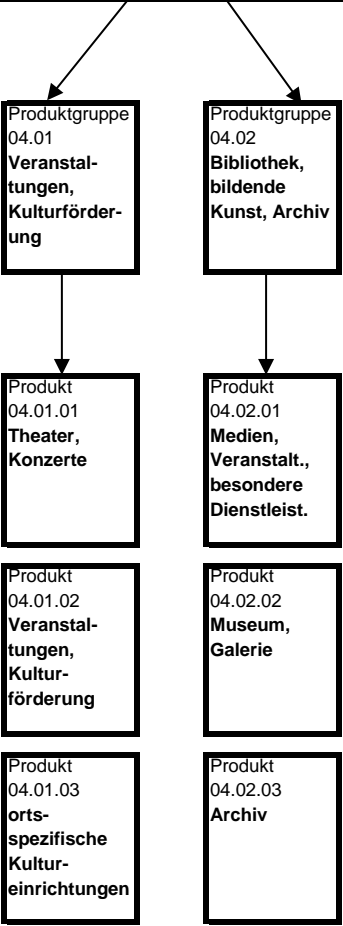 Produktgruppe
04.01
Veranstal-
tungen,
Kulturförder-
ung
Produktgruppe
04.02
Bibliothek,
bildende
Kunst, Archiv
Produkt
04.01.01
Theater,
Konzerte
Produkt
04.02.01
Medien,
Veranstalt.,
besondere
Dienstleist.
Produkt
04.01.02
Veranstal-
tungen,
Kultur-
förderung
Produkt
04.02.02
Museum,
Galerie
Produkt
04.01.03
orts-
spezifische
Kultur-
einrichtungen
Produkt
04.02.03
Archiv